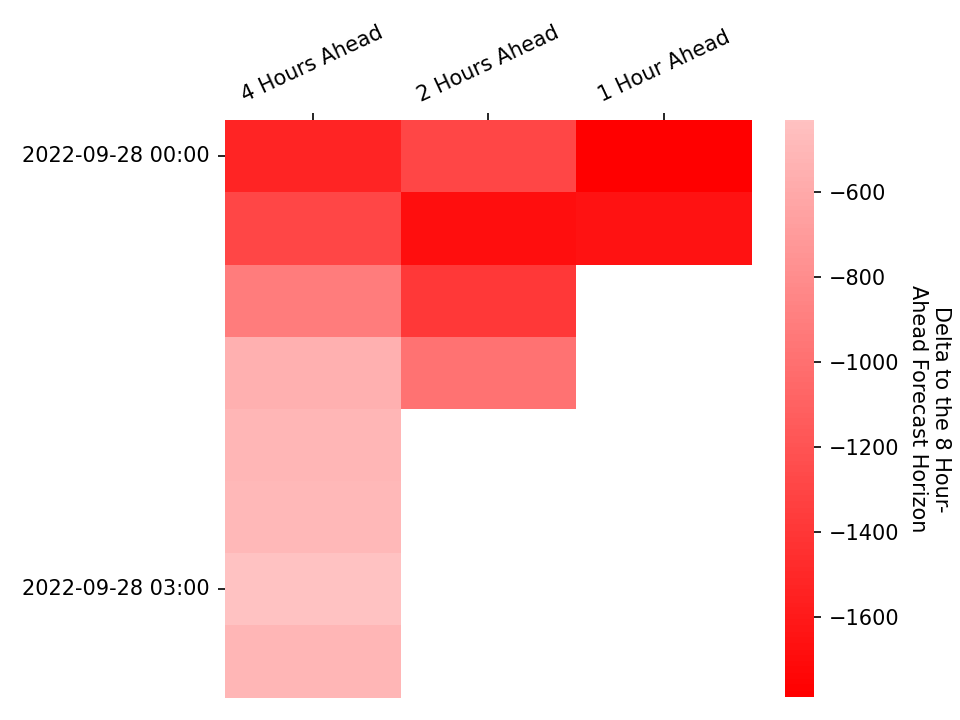 4 Hours Ahead
2 Hours Ahead
1 Hour Ahead
2022-09-28 00:00
2022-09-28 03:00
−600
−800
−1000
−1200
−1400
−1600
Delta to the 8 Hour-
Ahead Forecast Horizon